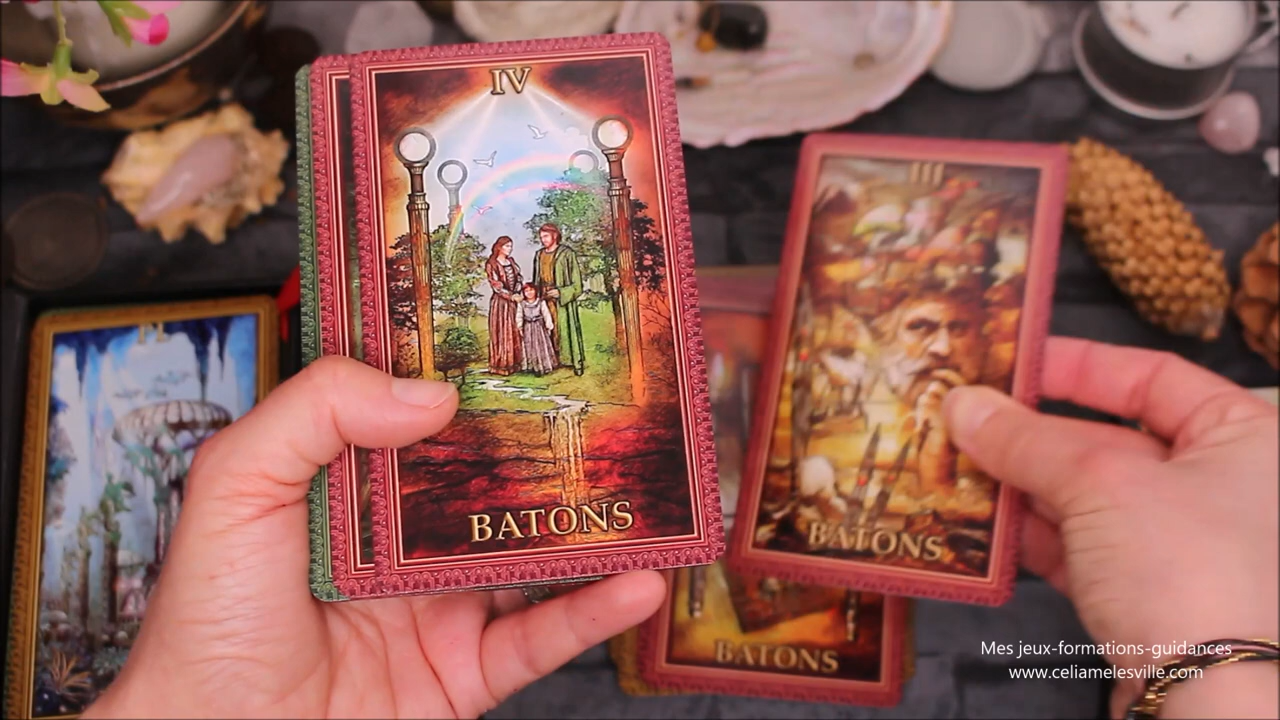 IV
BATONS
III
BATONS
BATONS
Mes jeux-formations-guidances
www.celiamelesville.com